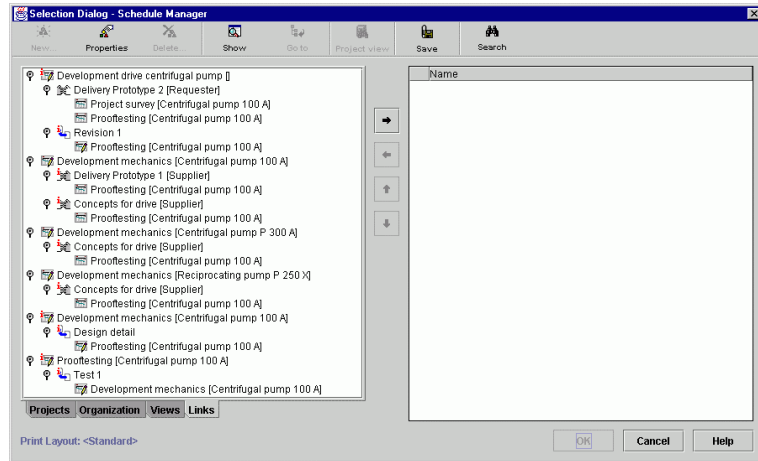 Selection Dialog - Schedule Manager
New... Properties Delete... Show Go to Project view Save Search
Development drive centrifugal pump []
Delivery Prototype 2 [Requester]
Project survey [Centrifugal pump 100 A]
Prooftesting [Centrifugal pump 100 A]
Revision 1
Prooftesting [Centrifugal pump 100 A]
Development mechanics [Centrifugal pump 100 A]
Delivery Prototype 1 [Supplier]
Prooftesting [Centrifugal pump 100 A]
Concepts for drive [Supplier]
Prooftesting [Centrifugal pump 100 A]
Development mechanics [Centrifugal pump P 300 A]
Concepts for drive [Supplier]
Prooftesting [Centrifugal pump 100 A]
Development mechanics [Reciprocating pump P 250 X]
Concepts for drive [Supplier]
Prooftesting [Centrifugal pump 100 A]
Development mechanics [Centrifugal pump 100 A]
Design detail
Prooftesting [Centrifugal pump 100 A]
Prooftesting [Centrifugal pump 100 A]
Test 1
Development mechanics [Centrifugal pump 100 A]
Projects Organization Views Links
Name
Print Layout: <Standard>
OK Cancel Help